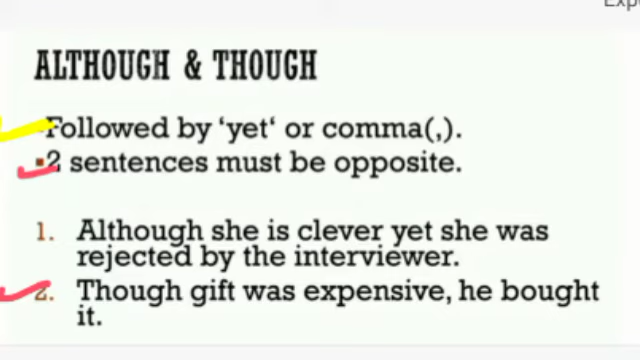 ALTHOUGH & THOUGH
Followed by 'yet' or comma(,).
▪2 sentences must be opposite.
1. Although she is clever yet she was
rejected by the interviewer.
2. Though gift was expensive, he bought
it.